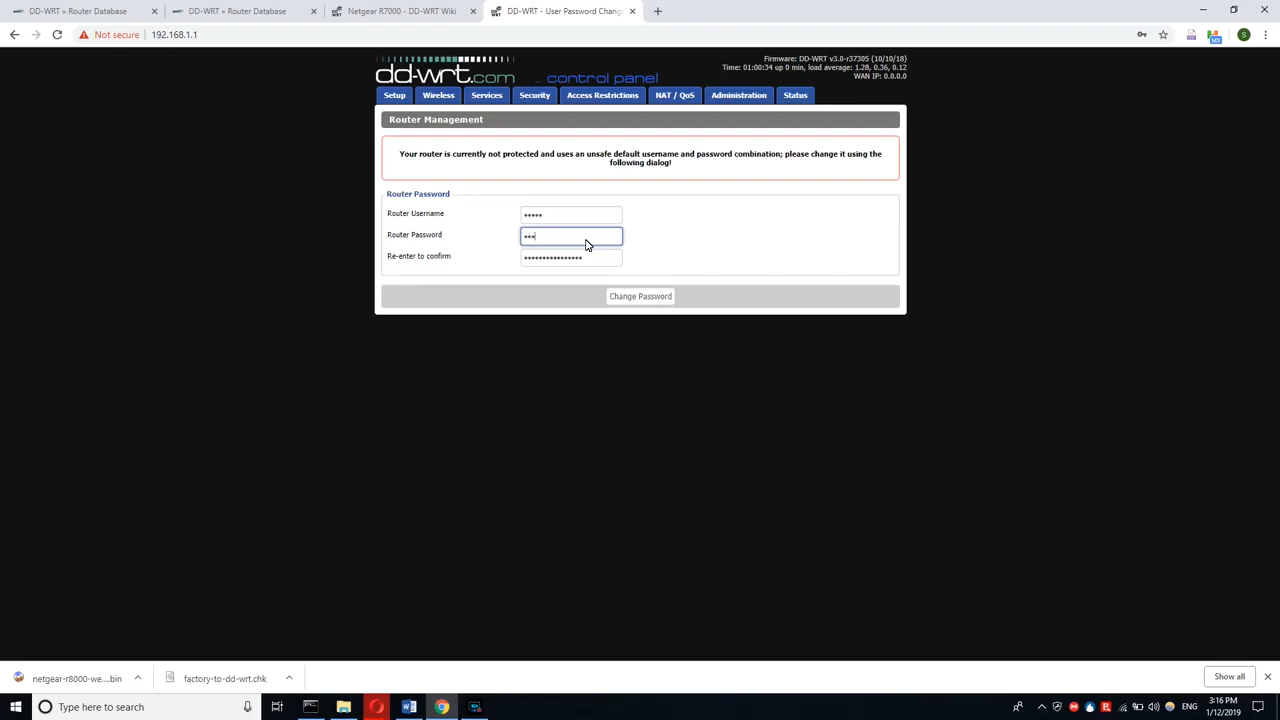 DD-WRT » Router Database
DD-WRT » Router Database
Netgear R7000 - DD-WRT Wiki
DD-WRT - User Password Chang
Not secure
192.168.1.1
Firmware: DD-WRT v3.0-r37305 (10/10/18)
Time: 01:00:34 up 0 min, load average: 1.28, 0.36, 0.12
WAN IP: 0.0.0.0
dd-wrt.com
... control panel
Setup
Wireless
Services
Security
Access Restrictions
NAT / QoS
Administration
Status
Router Management
Your router is currently not protected and uses an unsafe default username and password combination; please change it using the
following dialog!
Router Password
Router Username
•••••
Router Password
•••
Re-enter to confirm
••••••••••••••••
Change Password
netgear-r8000-we....bin
factory-to-dd-wrt.chk
Show all
Type here to search
ENG
3:16 PM
1/12/2019